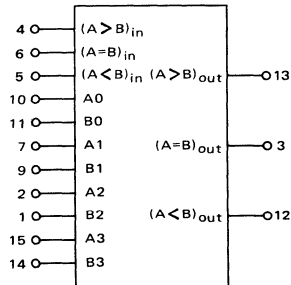 4 (A>B)in
6 (A=B)in
5 (A<B)in (A>B)out 13
10 A0
11 B0
7 A1 (A=B)out 3
9 B1
2 A2
1 B2 (A<B)out 12
15 A3
14 B3